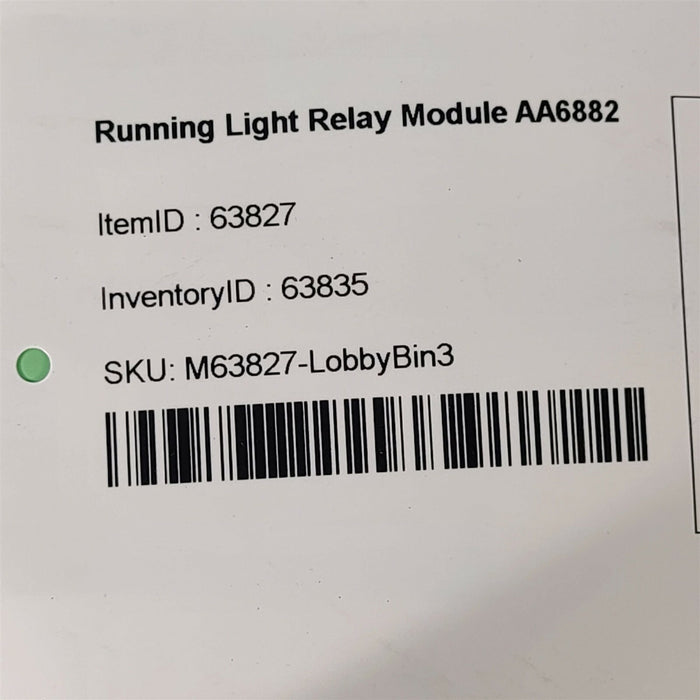 Running Light Relay Module AA6882
ItemID : 63827
InventoryID : 63835
SKU: M63827-LobbyBin3